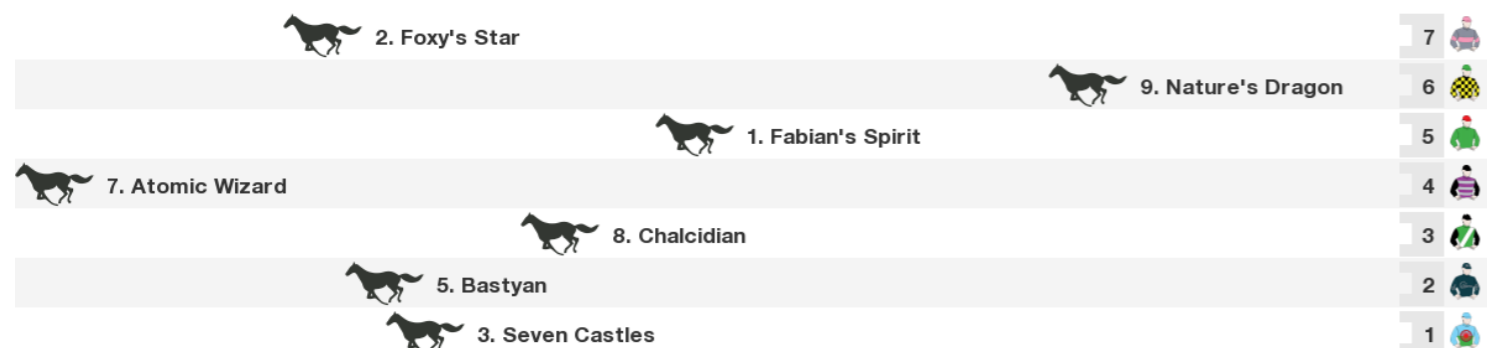 2. Foxy's Star 7
9. Nature's Dragon 6
1. Fabian's Spirit 5
7. Atomic Wizard 4
8. Chalcidian 3
5. Bastyan 2
3. Seven Castles 1